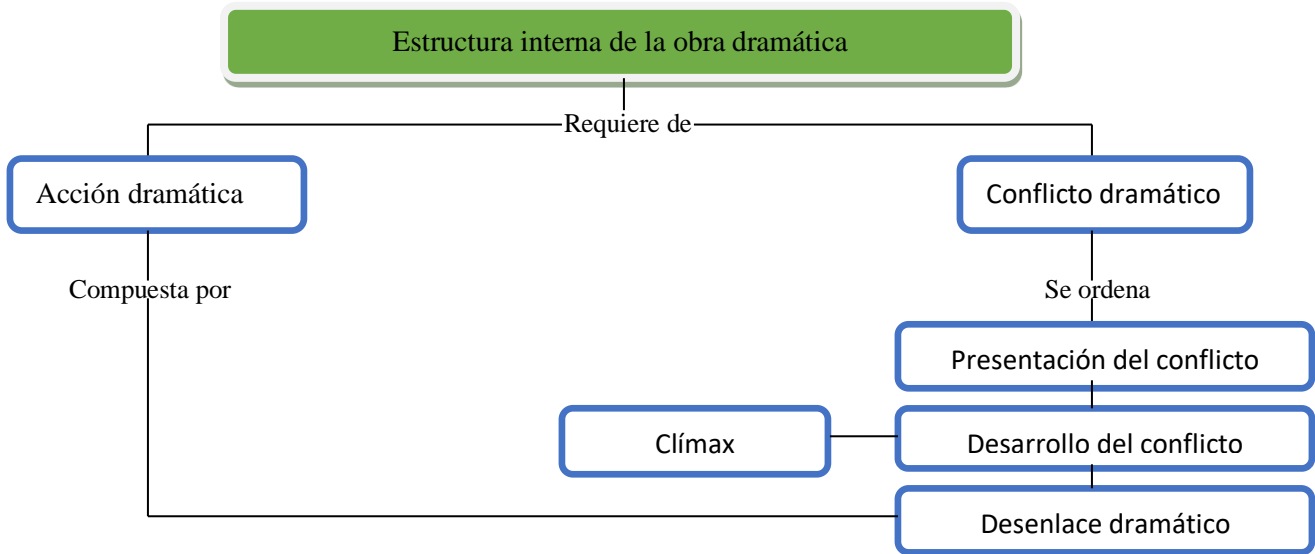 Estructura interna de la obra dramática
Requiere de
Acción dramática
Conflicto dramático
Compuesta por
Se ordena
Presentación del conflicto
Clímax
Desarrollo del conflicto
Desenlace dramático